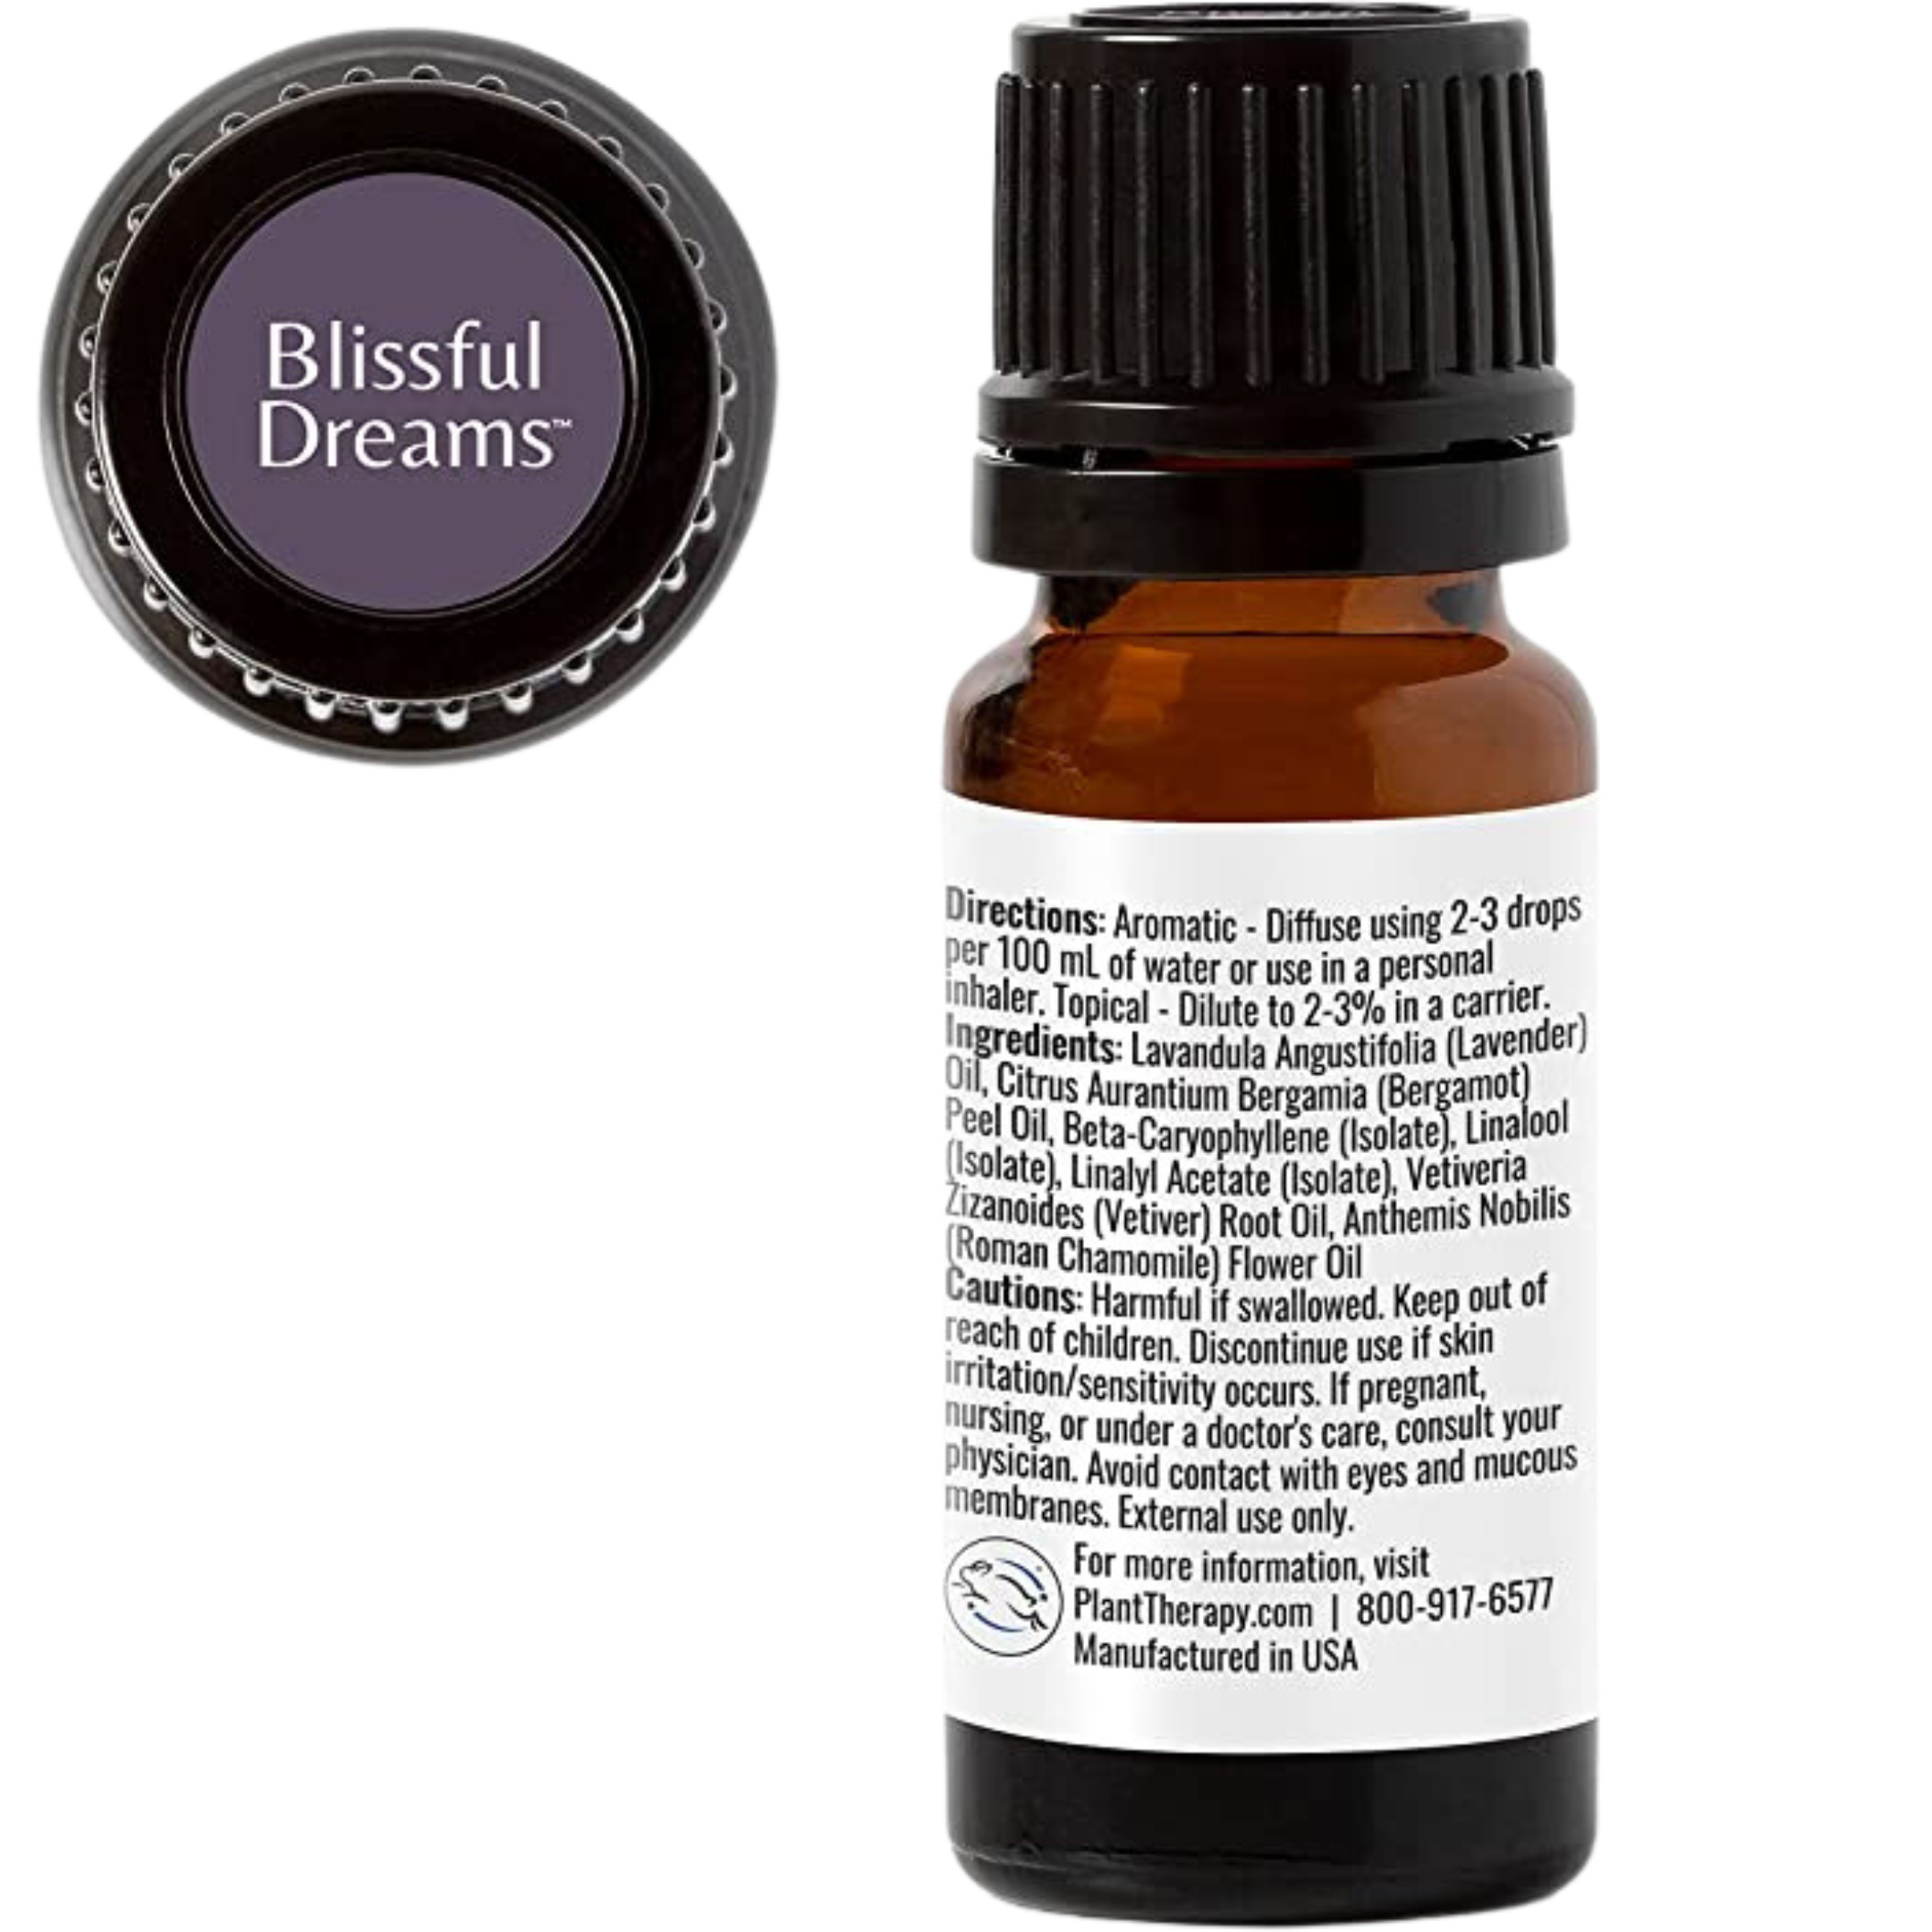 Blissful
Dreams™
Directions: Aromatic - Diffuse using 2-3 drops
per 100 mL of water or use in a personal
inhaler. Topical - Dilute to 2-3% in a carrier.
Ingredients: Lavandula Angustifolia (Lavender)
Oil, Citrus Aurantium Bergamia (Bergamot)
Peel Oil, Beta-Caryophyllene (Isolate), Linalool
(Isolate), Linalyl Acetate (Isolate), Vetiveria
Zizanoides (Vetiver) Root Oil, Anthemis Nobilis
(Roman Chamomile) Flower Oil
Cautions: Harmful if swallowed. Keep out of
reach of children. Discontinue use if skin
irritation/sensitivity occurs. If pregnant,
nursing, or under a doctor's care, consult your
physician. Avoid contact with eyes and mucous
membranes. External use only.
For more information, visit
PlantTherapy.com | 800-917-6577
Manufactured in USA